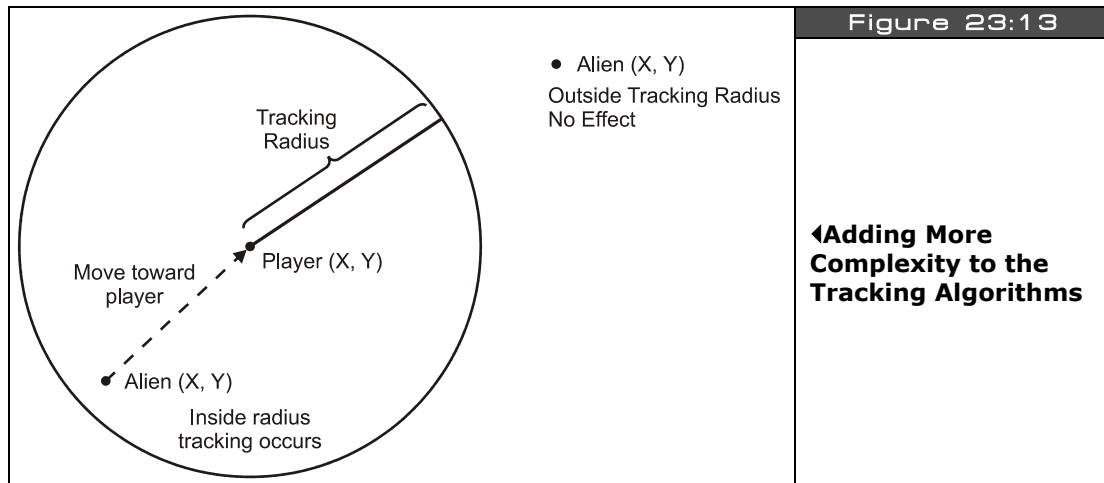 Figure 23:13
• Alien (X, Y)
Outside Tracking Radius
No Effect
Tracking
Radius
Player (X, Y)
Move toward
player
Alien (X, Y)
Inside radius
tracking occurs
Adding More
Complexity to the
Tracking Algorithms